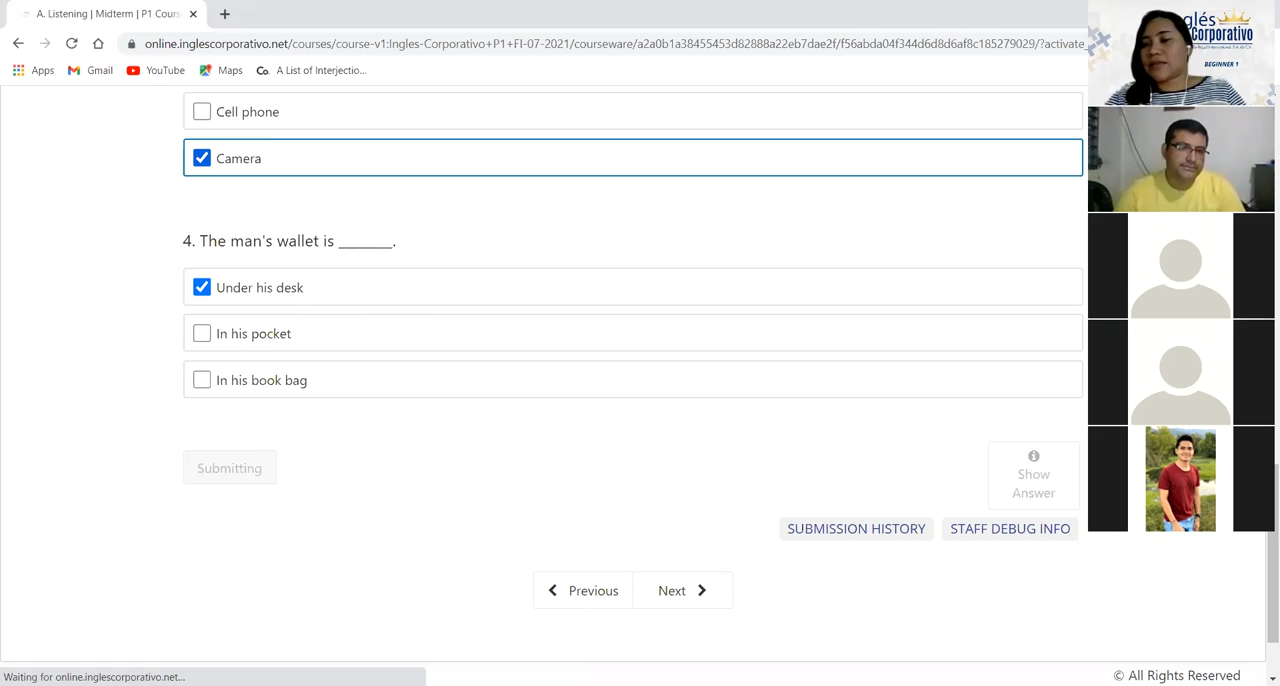 A. Listening | Midterm | P1 Cours
online.inglescorporativo.net/courses/course-v1:Ingles-Corporativo+P1+FI-07-2021/courseware/a2a0b1a38455453d82888a22eb7dae2f/f56abda04f344d6d8d6af8c185279029/?activate
Apps
Gmail
YouTube
Maps
A List of Interjectio...
glés
Corporativo
BEGINNER 1
Cell phone
Camera
4. The man's wallet is ________.
Under his desk
In his pocket
In his book bag
Submitting
Show
Answer
SUBMISSION HISTORY
STAFF DEBUG INFO
Previous
Next
Waiting for online.inglescorporativo.net...
© All Rights Reserved